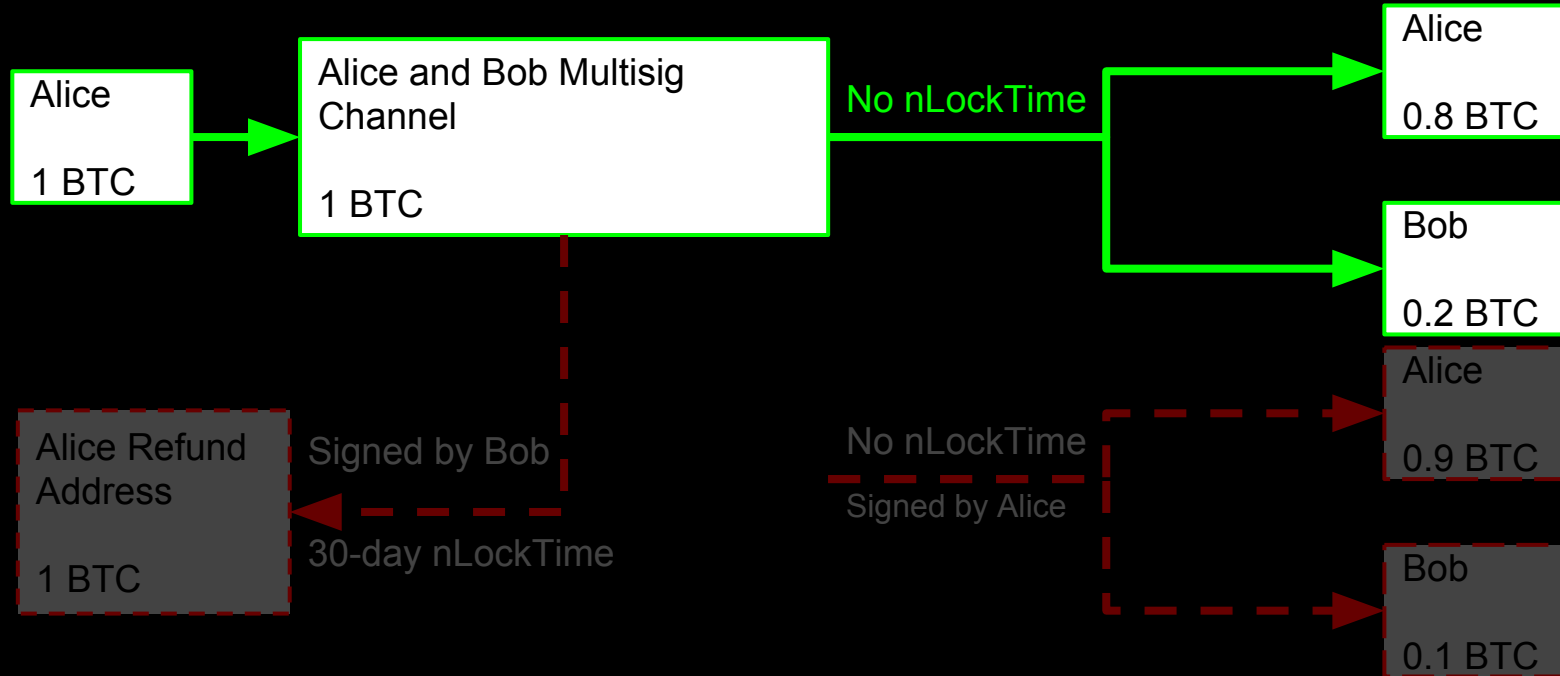 Alice
1 BTC
Alice and Bob Multisig
Channel
1 BTC
No nLockTime
Alice
0.8 BTC
Bob
0.2 BTC
Alice Refund
Address
1 BTC
Signed by Bob
30-day nLockTime
No nLockTime
Signed by Alice
Alice
0.9 BTC
Bob
0.1 BTC